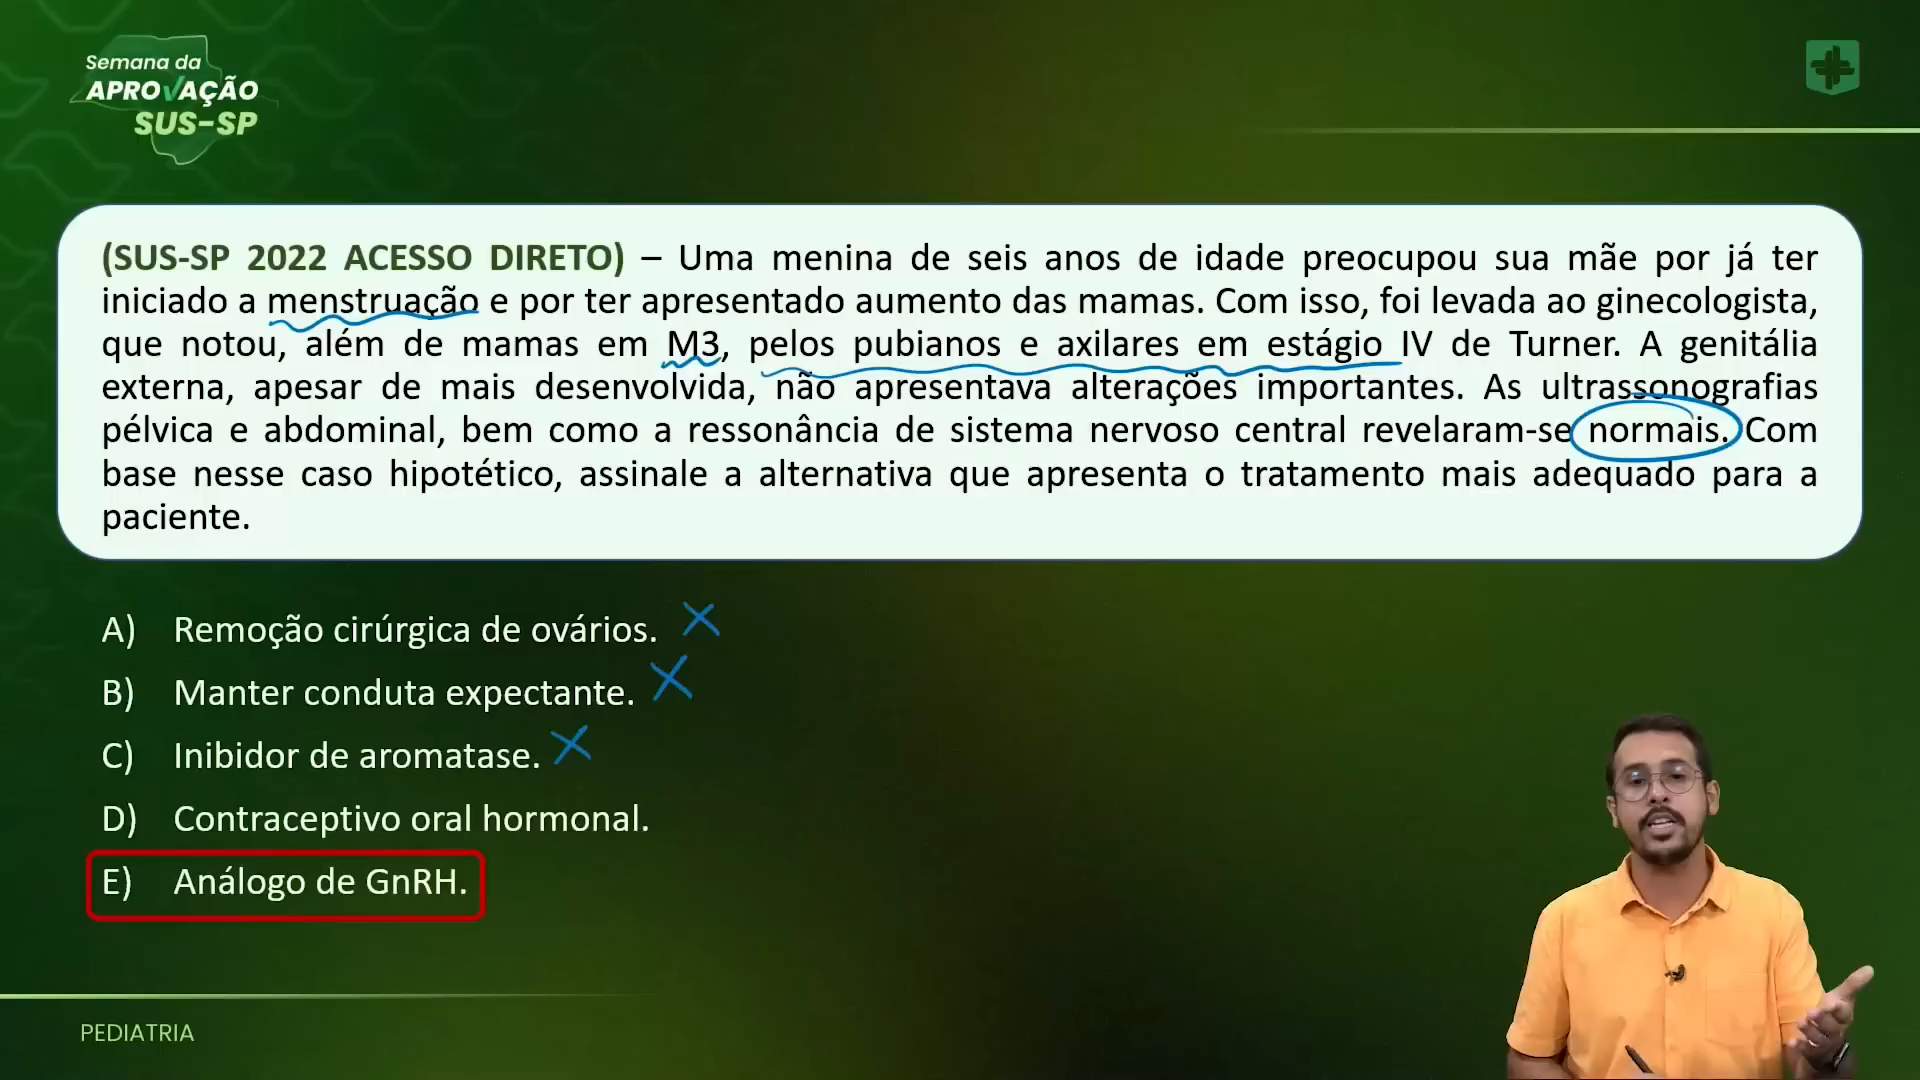 Semana da
APROVAÇÃO
SUS-SP
(SUS-SP 2022 ACESSO DIRETO) – Uma menina de seis anos de idade preocupou sua mãe por já ter
iniciado a menstruação e por ter apresentado aumento das mamas. Com isso, foi levada ao ginecologista,
que notou, além de mamas em M3, pelos pubianos e axilares em estágio IV de Turner. A genitália
externa, apesar de mais desenvolvida, não apresentava alterações importantes. As ultrassonografias
pélvica e abdominal, bem como a ressonância de sistema nervoso central revelaram-se normais. Com
base nesse caso hipotético, assinale a alternativa que apresenta o tratamento mais adequado para a
paciente.
A) Remoção cirúrgica de ovários.
B) Manter conduta expectante.
C) Inibidor de aromatase.
D) Contraceptivo oral hormonal.
E) Análogo de GnRH.
PEDIATRIA